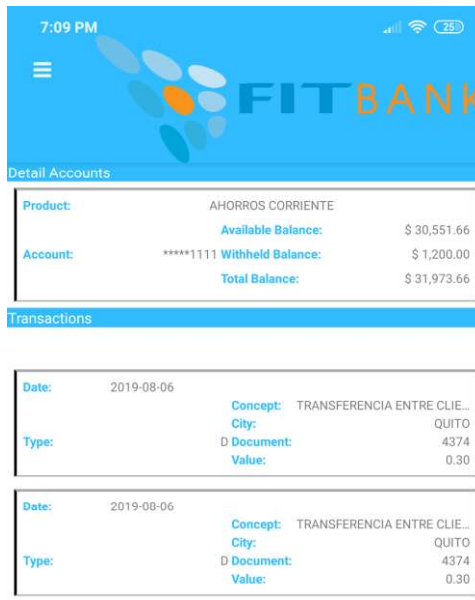 7:09 PM 25
FITBANK
Detail Accounts
Product: AHORROS CORRIENTE
Available Balance: $ 30,551.66
Account: *****1111 Withheld Balance: $ 1,200.00
Total Balance: $ 31,973.66
Transactions
Date: 2019-08-06
Concept: TRANSFERENCIA ENTRE CLIE...
City: QUITO
Type: D Document: 4374
Value: 0.30
Date: 2019-08-06
Concept: TRANSFERENCIA ENTRE CLIE...
City: QUITO
Type: D Document: 4374
Value: 0.30